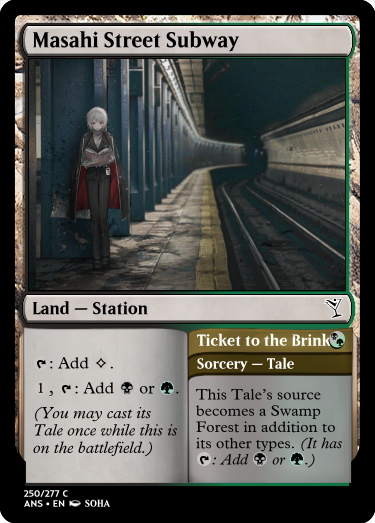 Masahi Street Subway
Land — Station
: Add .
1 , : Add or .
(You may cast its
Tale once while this is
on the battlefield.)
Ticket to the Brink
Sorcery — Tale
This Tale's source
becomes a Swamp
Forest in addition to
its other types. (It has
: Add or .)
250/277 C
ANS • EN SOHA